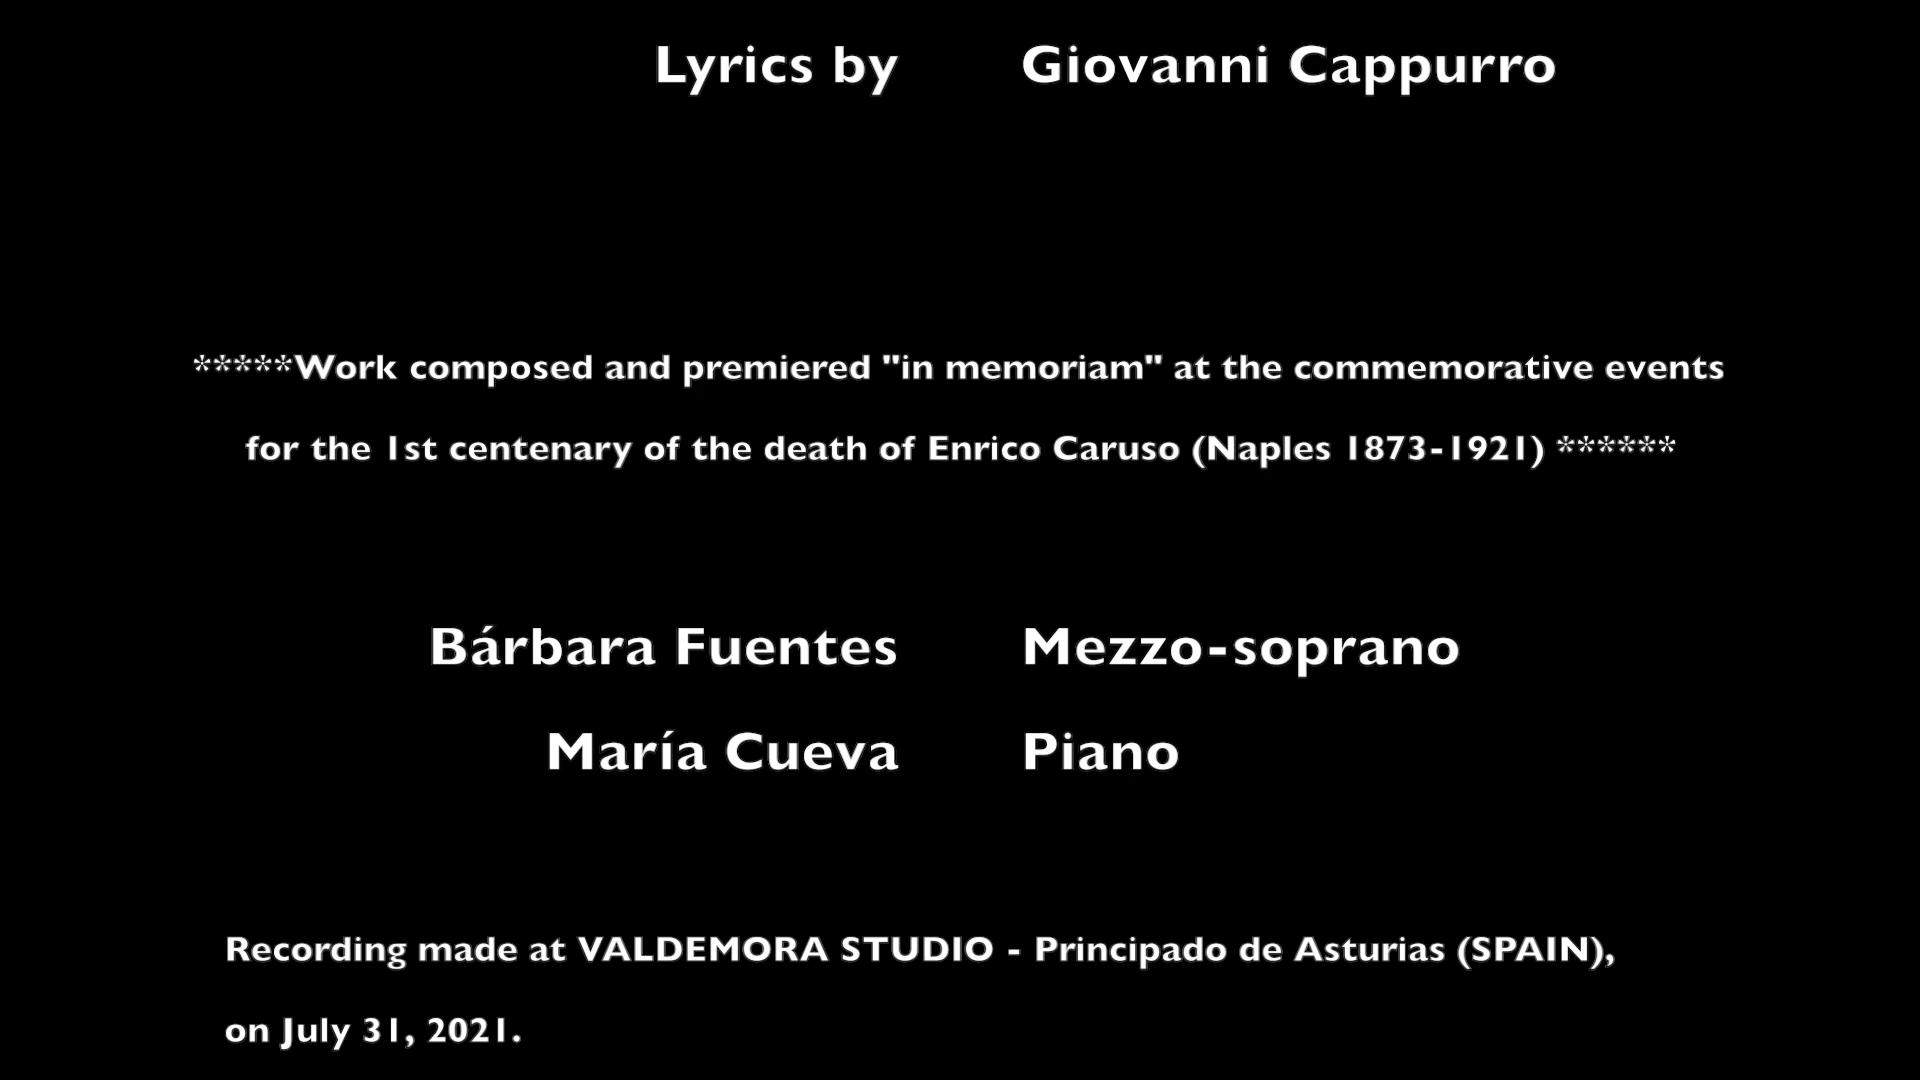 Lyrics by Giovanni Cappurro
*****Work composed and premiered "in memoriam" at the commemorative events
for the 1st centenary of the death of Enrico Caruso (Naples 1873-1921) ******
Bárbara Fuentes Mezzo-soprano
María Cueva Piano
Recording made at VALDEMORA STUDIO - Principado de Asturias (SPAIN),
on July 31, 2021.